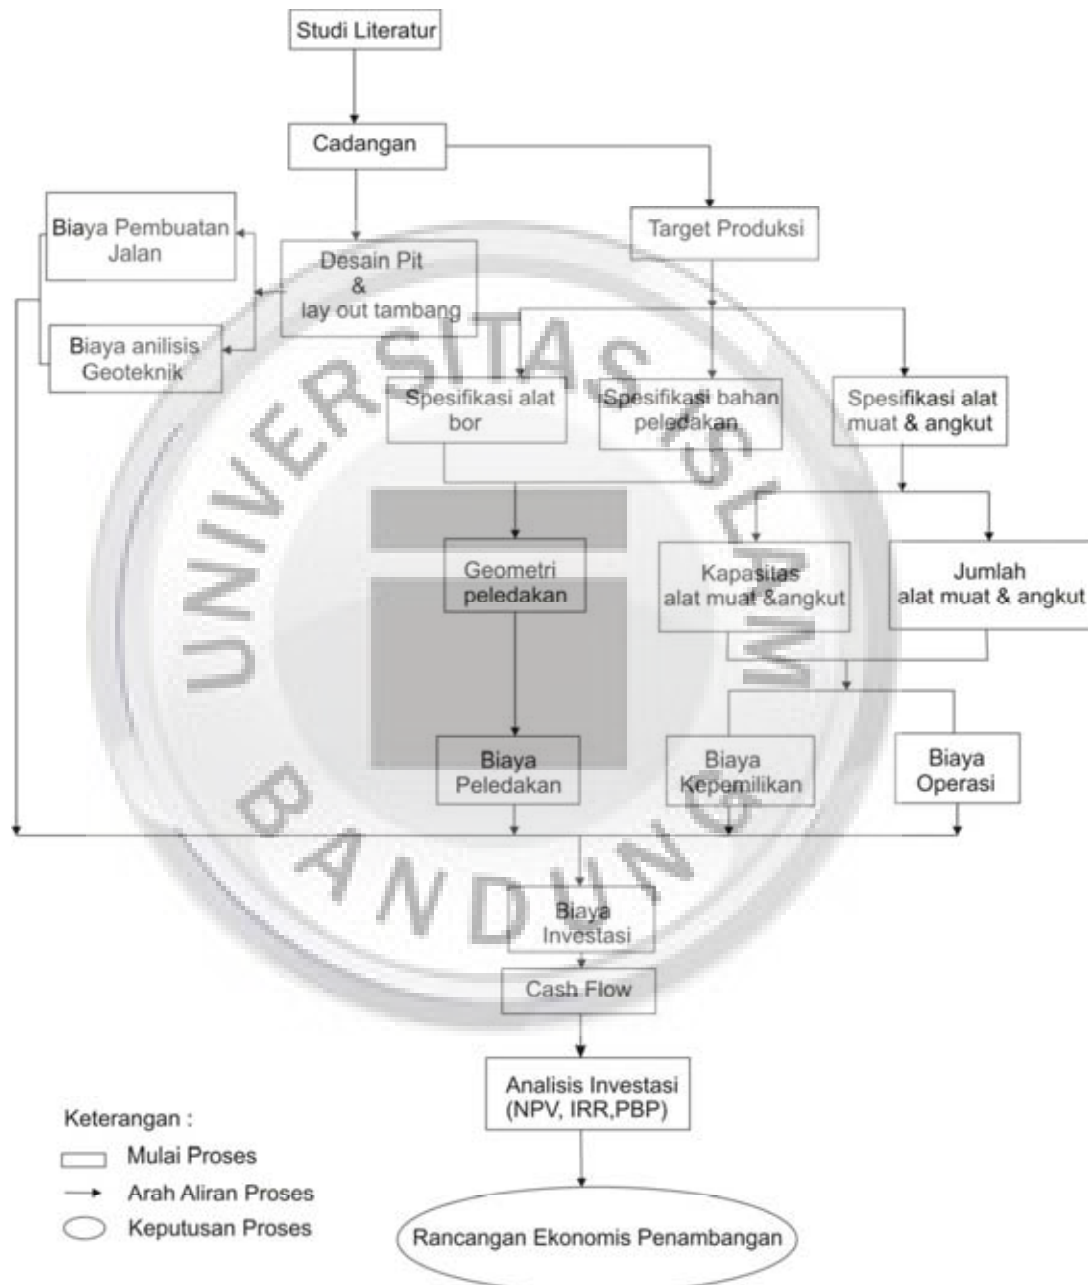 Studi Literatur
Cadangan
Biaya Pembuatan
Jalan
Target Produksi
Desain Pit
&
lay out tambang
Biaya anilisis
Geoteknik
Spesifikasi alat
bor
Spesifikasi bahan
peledakan
Spesifikasi alat
muat & angkut
Geometri
peledakan
Kapasitas
alat muat &angkut
Jumlah
alat muat & angkut
Biaya
Peledakan
Biaya
Kepemilikan
Biaya
Operasi
Biaya
Investasi
Cash Flow
Analisis Investasi
(NPV, IRR,PBP)
Rancangan Ekonomis Penambangan
Keterangan :
Mulai Proses
Arah Aliran Proses
Keputusan Proses
UNIVERSITAS ISLAM
BANDUNG